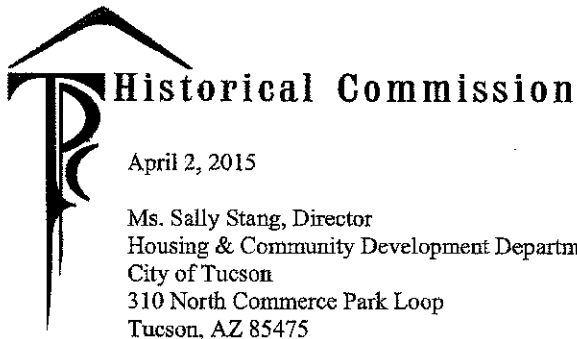 TPC Historical Commission
April 2, 2015
Ms. Sally Stang, Director
Housing & Community Development
City of Tucson
310 North Commerce Park Loop
Tucson, AZ 85475